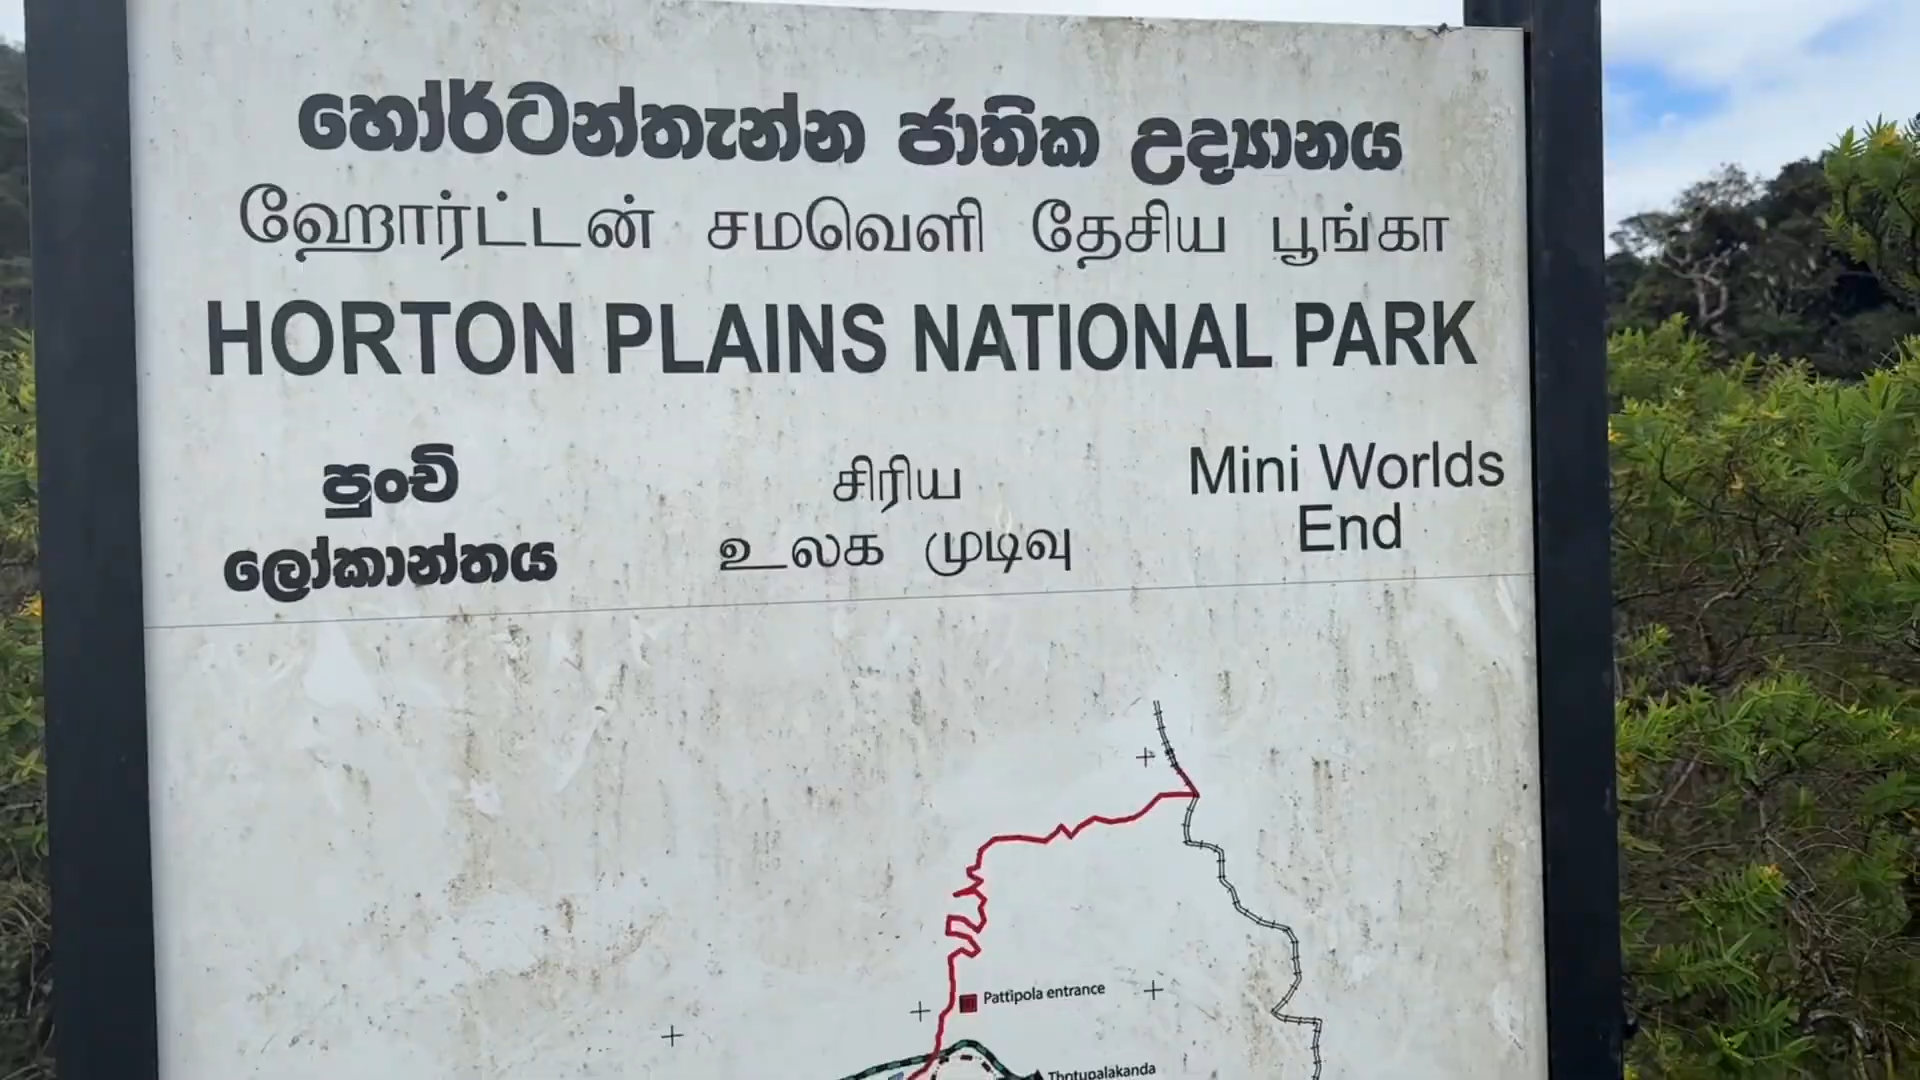 හෝර්ටන්තැන්න ජාතික උද්‍යානය
ஹோர்ட்டன் சமவெளி தேசிய பூங்கா
HORTON PLAINS NATIONAL PARK
පුංචි
ලෝකාන්තය
சிரிய
உலக முடிவு
Mini Worlds
End
Pattipola entrance
Thotupalakanda